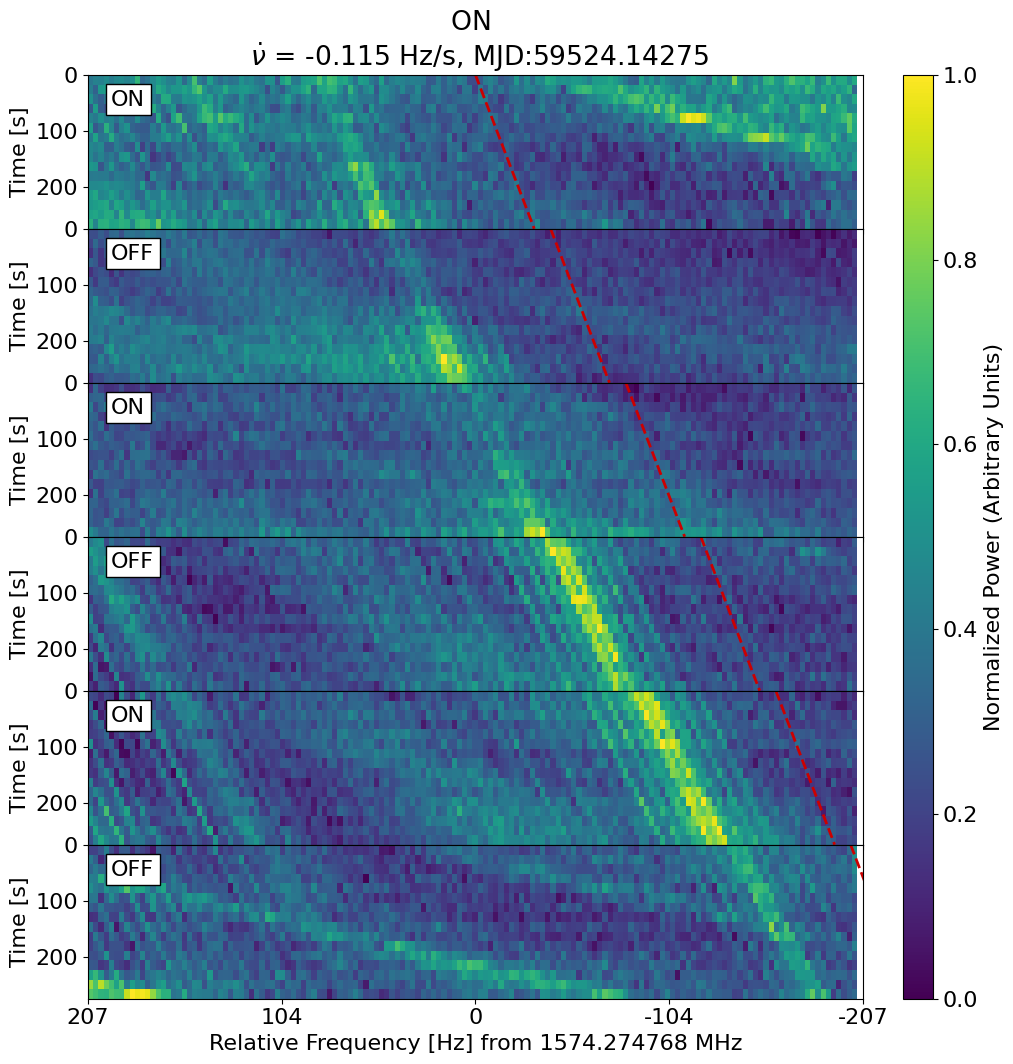 ON
ν̇ = -0.115 Hz/s, MJD:59524.14275
0
ON
Time [s]
100
200
0
OFF
Time [s]
100
200
0
ON
Time [s]
100
200
0
OFF
Time [s]
100
200
0
ON
Time [s]
100
200
0
OFF
Time [s]
100
200
207 104 0 -104 -207
Relative Frequency [Hz] from 1574.274768 MHz
1.0
0.8
0.6
0.4
0.2
0.0
Normalized Power (Arbitrary Units)